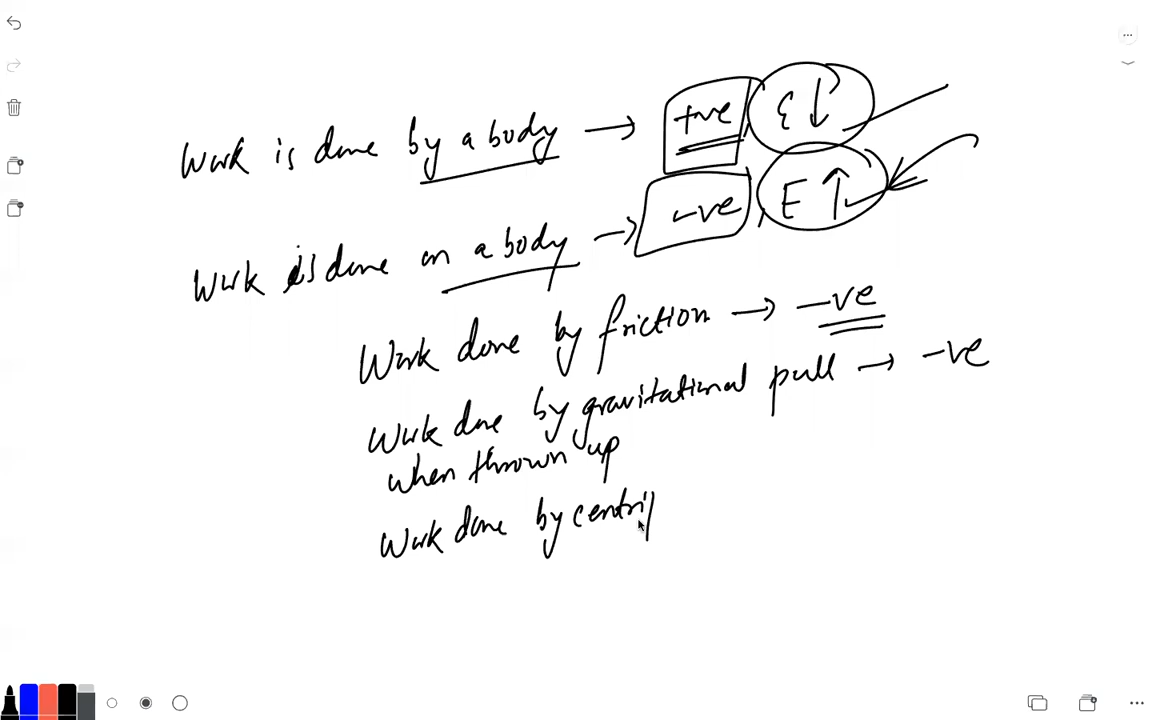 Work is done by a body → +ve E↓
Work is done on a body → -ve E↑
Work done by friction → -ve
Work done by gravitational pull → -ve
when thrown up
Work done by centrip